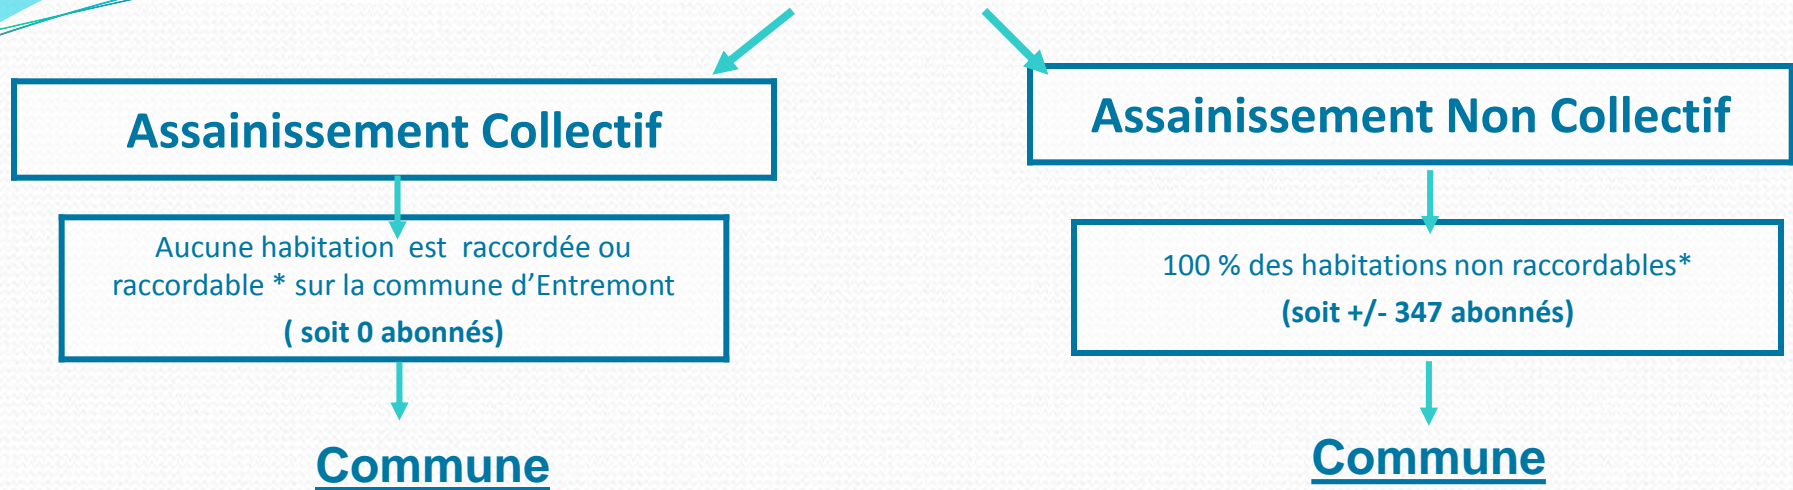 Assainissement Collectif
Aucune habitation est raccordée ou
raccordable * sur la commune d’Entremont
( soit 0 abonnés)
Commune
Assainissement Non Collectif
100 % des habitations non raccordables*
(soit +/- 347 abonnés)
Commune